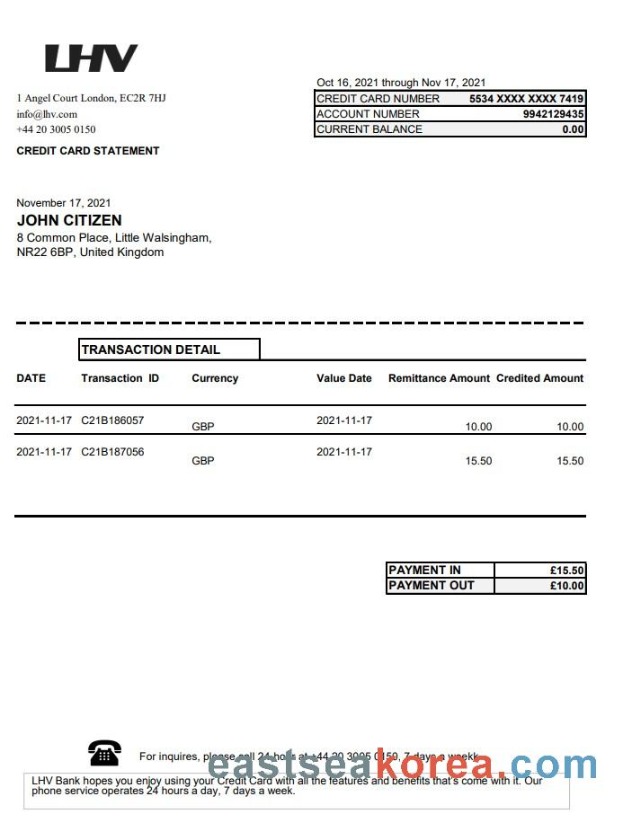 LHV
Oct 16, 2021 through Nov 17, 2021
1 Angel Court London, EC2R 7HJ
CREDIT CARD NUMBER 5534 XXXX XXXX 7419
info@lhv.com
ACCOUNT NUMBER 9942129435
+44 20 3005 0150
CURRENT BALANCE 0.00
CREDIT CARD STATEMENT
November 17, 2021
JOHN CITIZEN
8 Common Place, Little Walsingham,
NR22 6BP, United Kingdom
TRANSACTION DETAIL
DATE Transaction ID Currency Value Date Remittance Amount Credited Amount
2021-11-17 C21B186057 GBP 2021-11-17 10.00 10.00
2021-11-17 C21B187056 GBP 2021-11-17 15.50 15.50
PAYMENT IN £15.50
PAYMENT OUT £10.00
For inquires, please call 24-hour at +44 20 3005 0150, 7 days a week
eastseakorea.com
LHV Bank hopes you enjoy using your Credit Card with all the features and benefits that's come with it. Our
phone service operates 24 hours a day, 7 days a week.